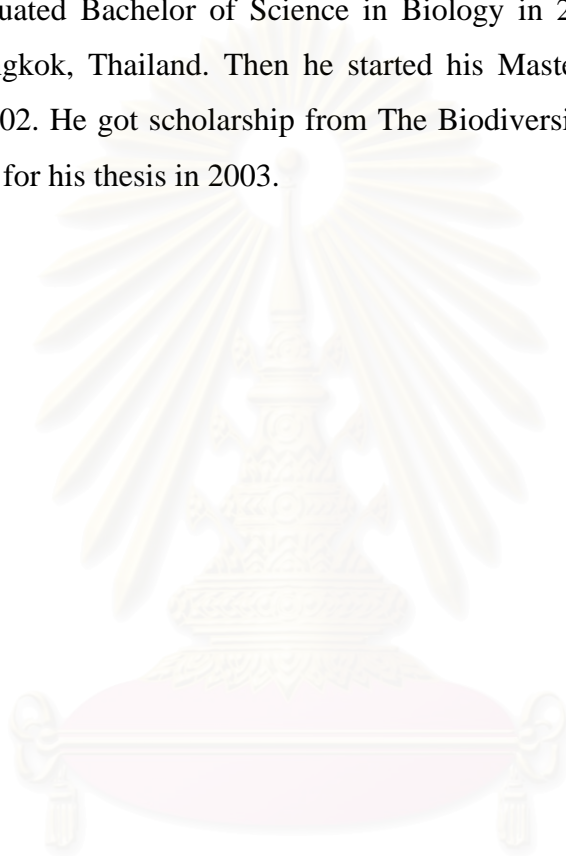 uated Bachelor of Science in Biology in 2
gkok, Thailand. Then he started his Maste
02. He got scholarship from The Biodiversi
for his thesis in 2003.